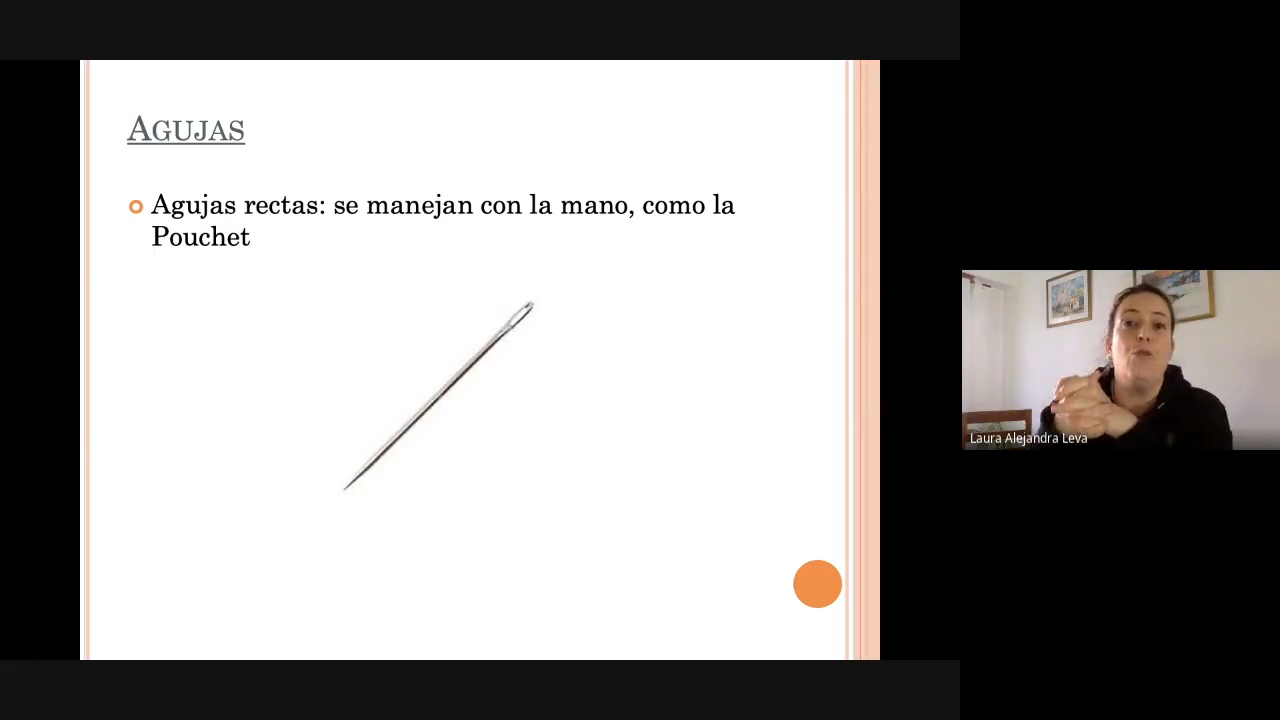 AGUJAS
Agujas rectas: se manejan con la mano, como la
Pouchet
Laura Alejandra Leva